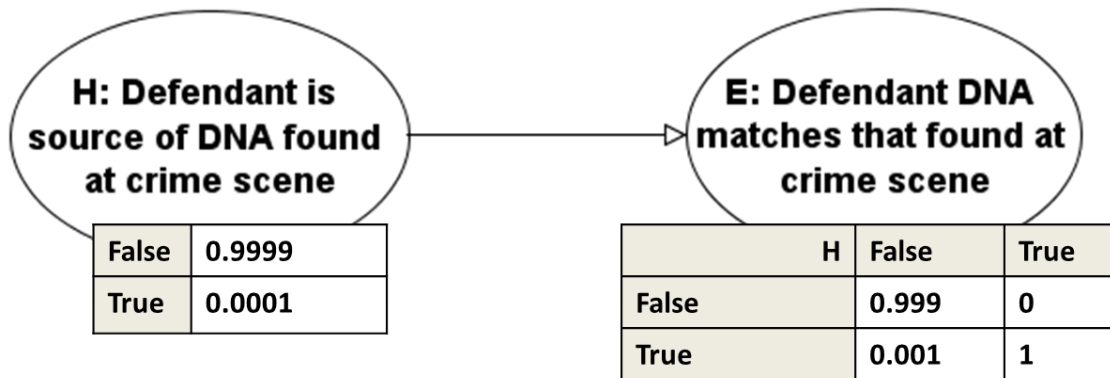 H: Defendant is
source of DNA found
at crime scene
False 0.9999
True 0.0001
E: Defendant DNA
matches that found at
crime scene
H False True
False 0.999 0
True 0.001 1